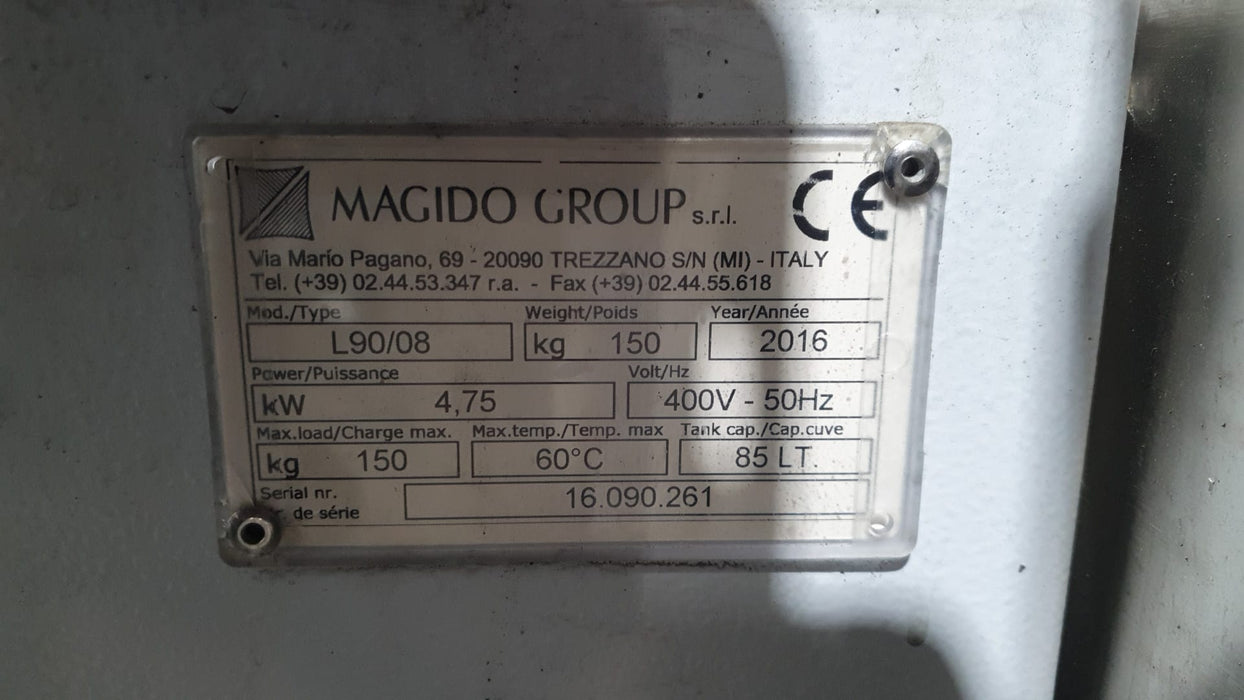 MAGIDO GROUP s.r.l. CE
Via Mario Pagano, 69 - 20090 TREZZANO S/N (MI) - ITALY
Tel. (+39) 02.44.53.347 r.a. - Fax (+39) 02.44.55.618
Mod./Type Weight/Poids Year/Année
L90/08 kg 150 2016
Power/Puissance Volt/Hz
kW 4,75 400V - 50Hz
Max.load/Charge max. Max.temp./Temp. max Tank cap./Cap.cuve
kg 150 60°C 85 LT.
Serial nr. 16.090.261
de série